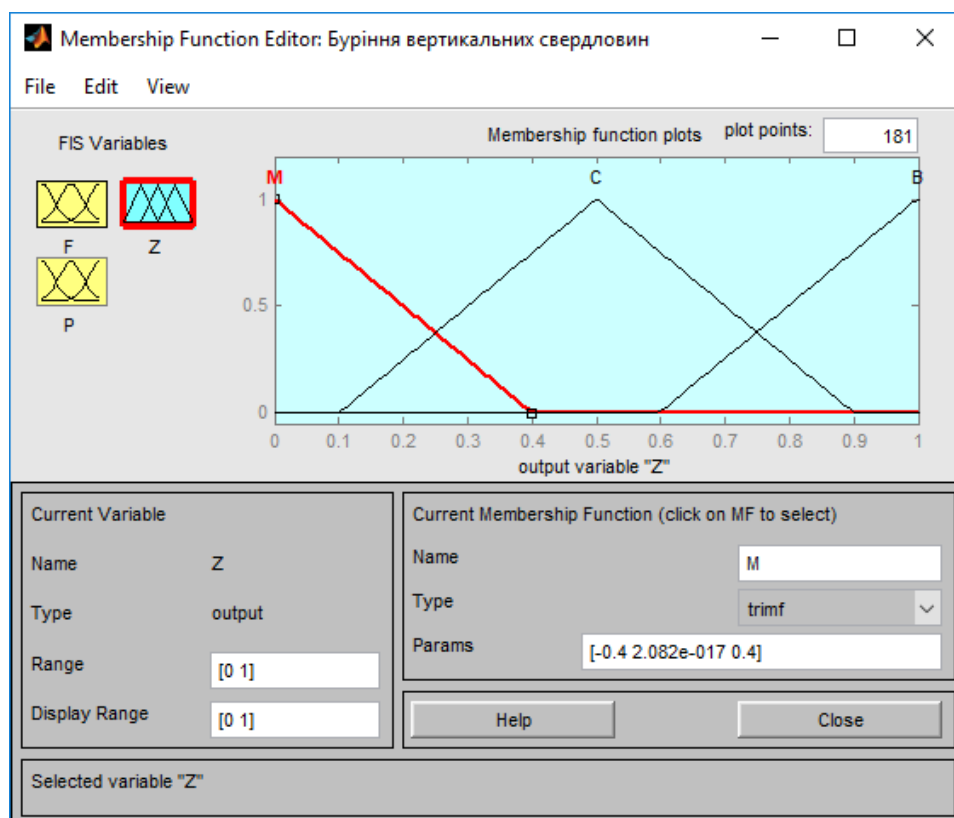 Membership Function Editor: Буріння вертикальних свердловин
File Edit View
FIS Variables
Membership function plots plot points: 181
F Z
P
M C B
1
0.5
0
0 0.1 0.2 0.3 0.4 0.5 0.6 0.7 0.8 0.9 1
output variable "Z"
Current Variable
Name Z
Type output
Range [0 1]
Display Range [0 1]
Current Membership Function (click on MF to select)
Name M
Type trimf
Params [-0.4 2.082e-017 0.4]
Help Close
Selected variable "Z"